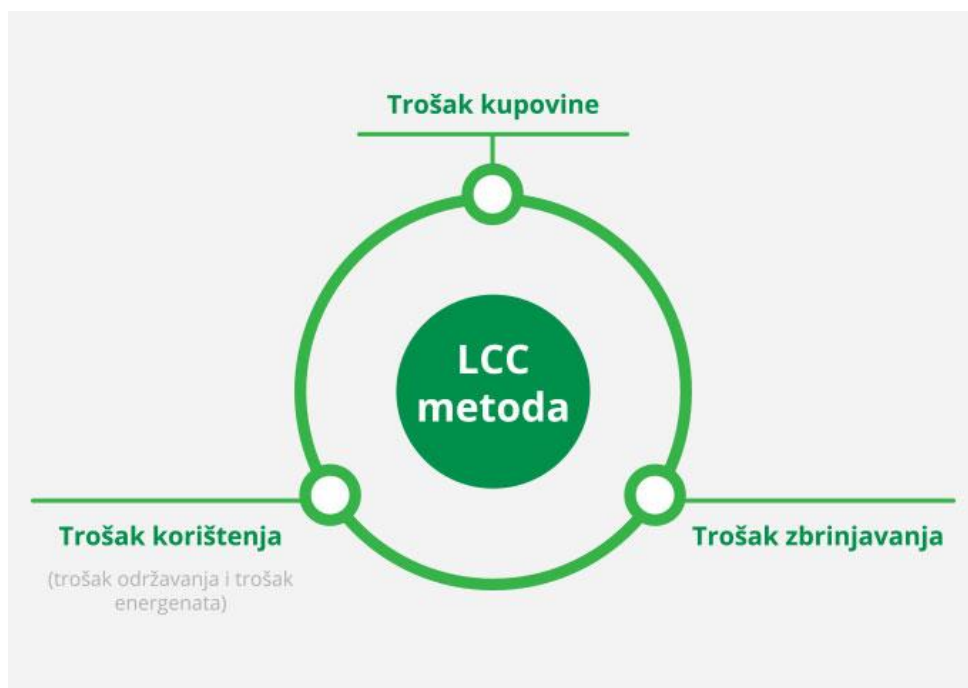 Trošak kupovine
LCC
metoda
Trošak korištenja
(trošak održavanja i trošak
energenata)
Trošak zbrinjavanja